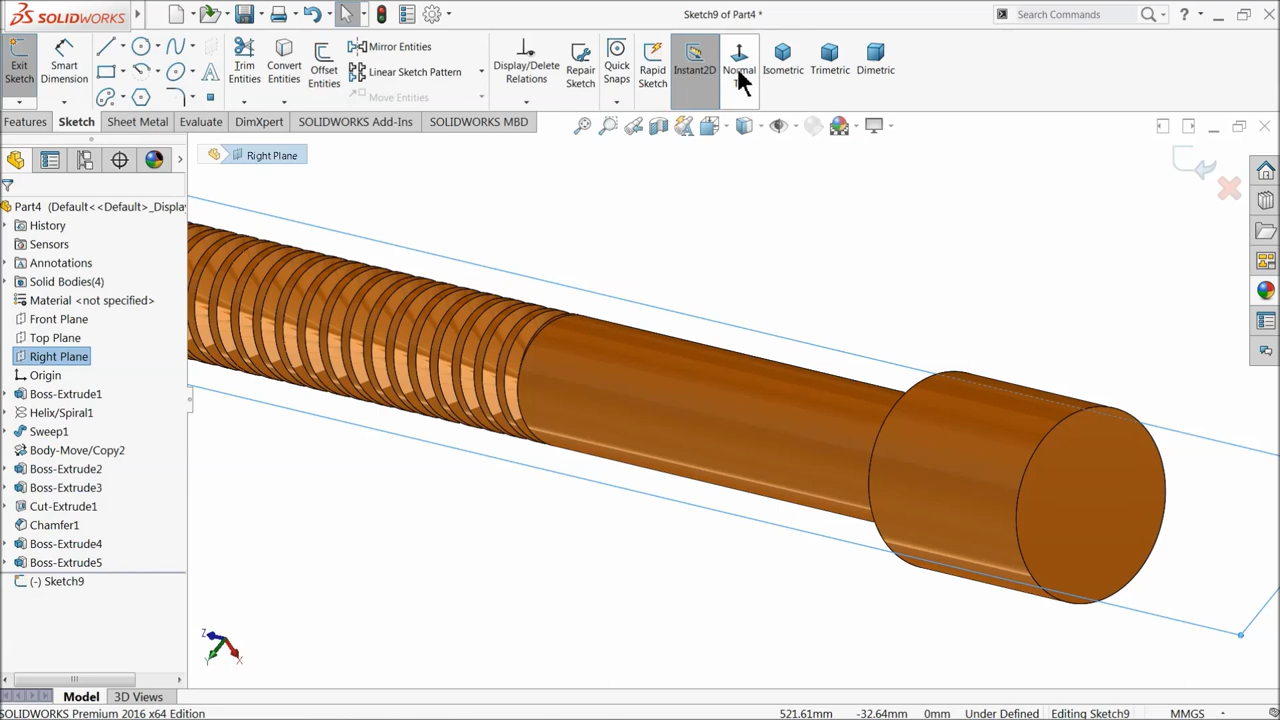 SOLIDWORKS
Sketch9 of Part4 *
Search Commands
?
Exit
Sketch
Smart
Dimension
Trim
Entities
Convert
Entities
Offset
Entities
Mirror Entities
Linear Sketch Pattern
Move Entities
Display/Delete
Relations
Repair
Sketch
Quick
Snaps
Rapid
Sketch
Instant2D
Normal
Isometric
Trimetric
Dimetric
Features
Sketch
Sheet Metal
Evaluate
DimXpert
SOLIDWORKS Add-Ins
SOLIDWORKS MBD
Right Plane
Part4 (Default<<Default>_Displa
History
Sensors
Annotations
Solid Bodies(4)
Material <not specified>
Front Plane
Top Plane
Right Plane
Origin
Boss-Extrude1
Helix/Spiral1
Sweep1
Body-Move/Copy2
Boss-Extrude2
Boss-Extrude3
Cut-Extrude1
Chamfer1
Boss-Extrude4
Boss-Extrude5
(-) Sketch9
Z
Y
X
Model
3D Views
SOLIDWORKS Premium 2016 x64 Edition
521.61mm
-32.64mm
0mm
Under Defined
Editing Sketch9
MMGS